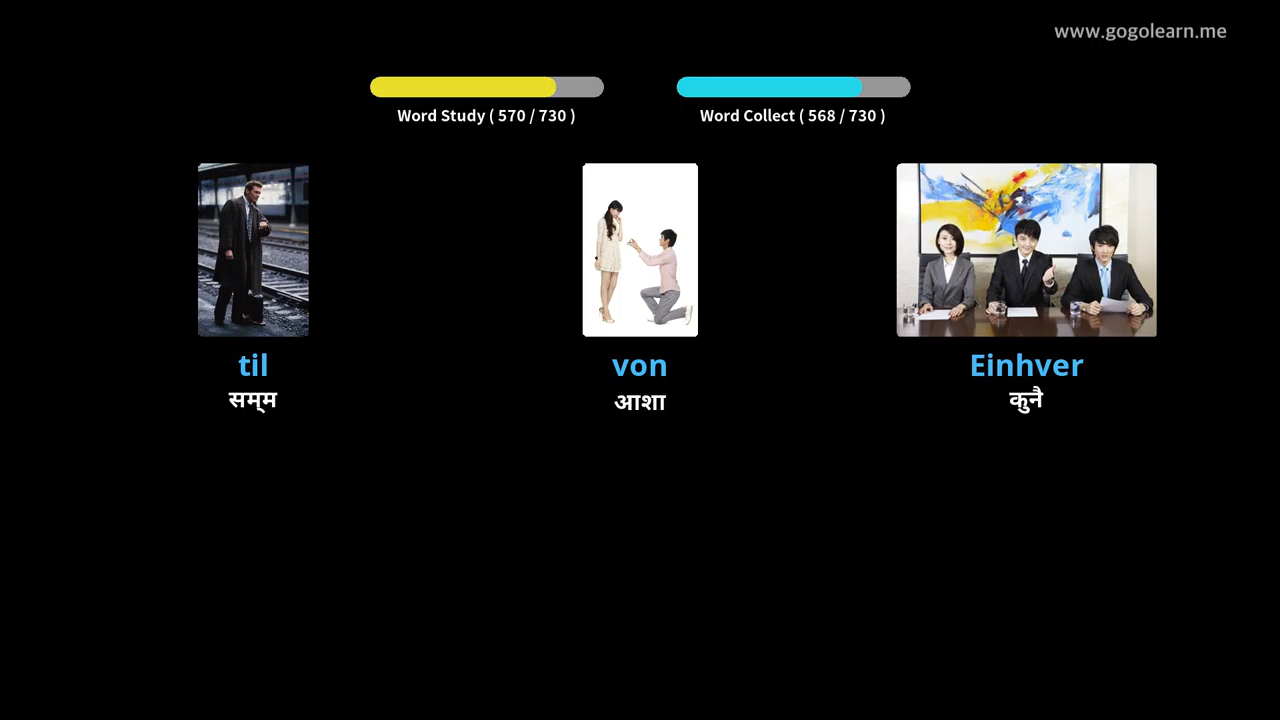 www.gogolearn.me
Word Study ( 570 / 730 )
Word Collect ( 568 / 730 )
til
सम्म
von
आशा
Einhver
कुनै